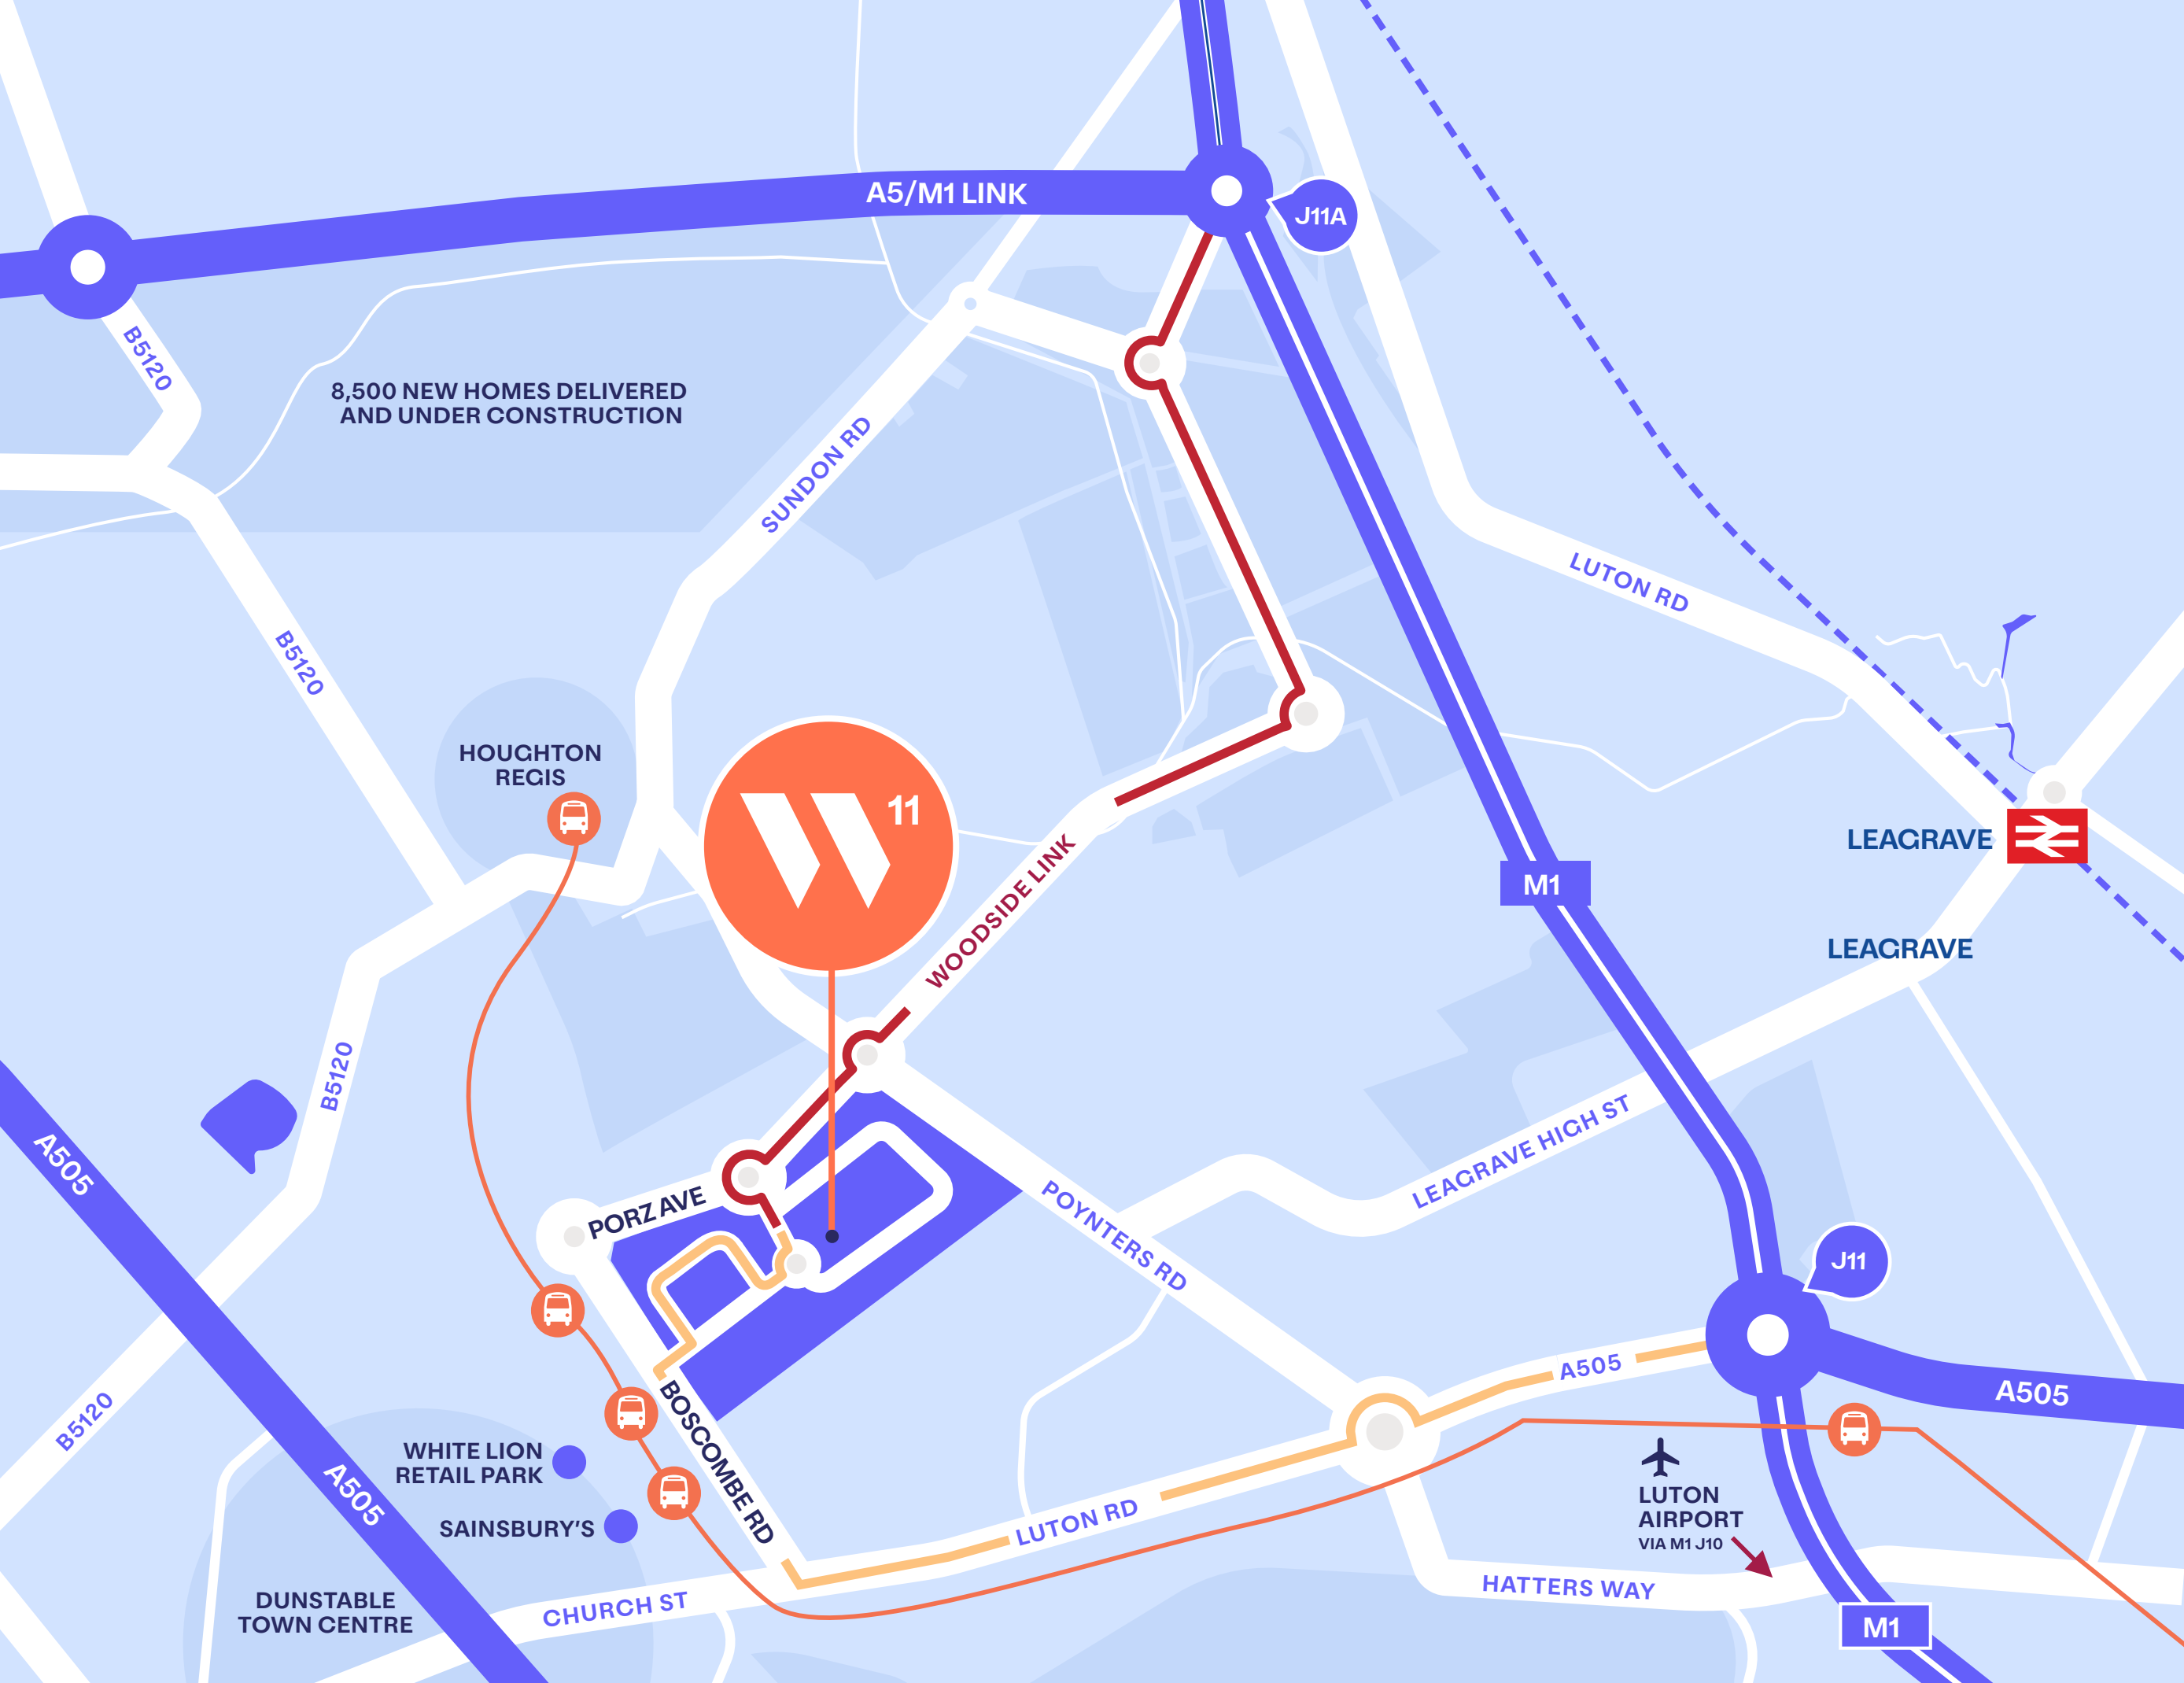 A5/M1 LINK
J11A
B5120
8,500 NEW HOMES DELIVERED
AND UNDER CONSTRUCTION
SUNDON RD
LUTON RD
B5120
HOUGHTON
REGIS
11
LEAGRAVE
WOODSIDE LINK
M1
LEAGRAVE
B5120
A505
LEAGRAVE HIGH ST
PORZ AVE
POYNTERS RD
J11
A505
A505
B5120
BOSCOMBE RD
WHITE LION
RETAIL PARK
A505
SAINSBURY'S
LUTON RD
LUTON
AIRPORT
VIA M1 J10
HATTERS WAY
CHURCH ST
DUNSTABLE
TOWN CENTRE
M1